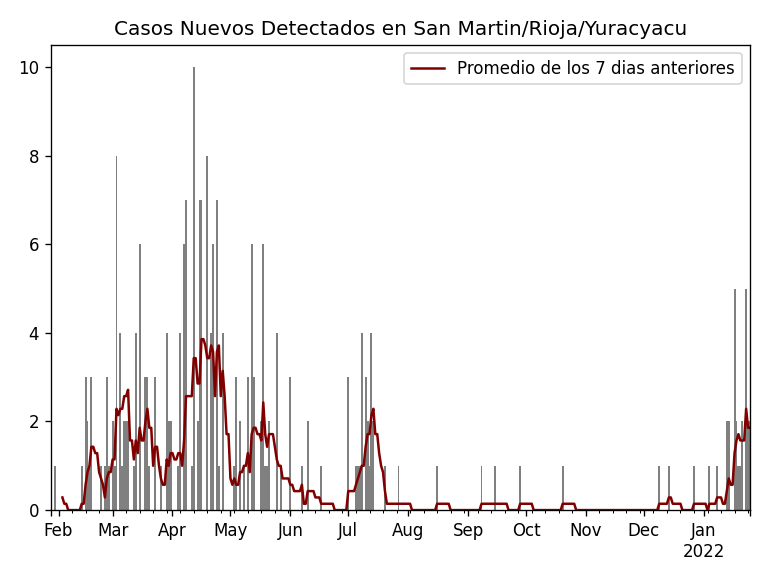 Casos Nuevos Detectados en San Martin/Rioja/Yuracyacu
Promedio de los 7 dias anteriores
10
8
6
4
2
0
Feb Mar Apr May Jun Jul Aug Sep Oct Nov Dec Jan
2022